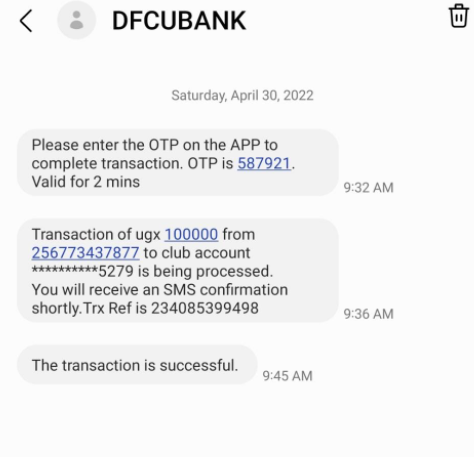 DFCUBANK
Saturday, April 30, 2022
Please enter the OTP on the APP to
complete transaction. OTP is 587921.
Valid for 2 mins
9:32 AM
Transaction of ugx 100000 from
256773437877 to club account
**********5279 is being processed.
You will receive an SMS confirmation
shortly.Trx Ref is 234085399498
9:36 AM
The transaction is successful.
9:45 AM